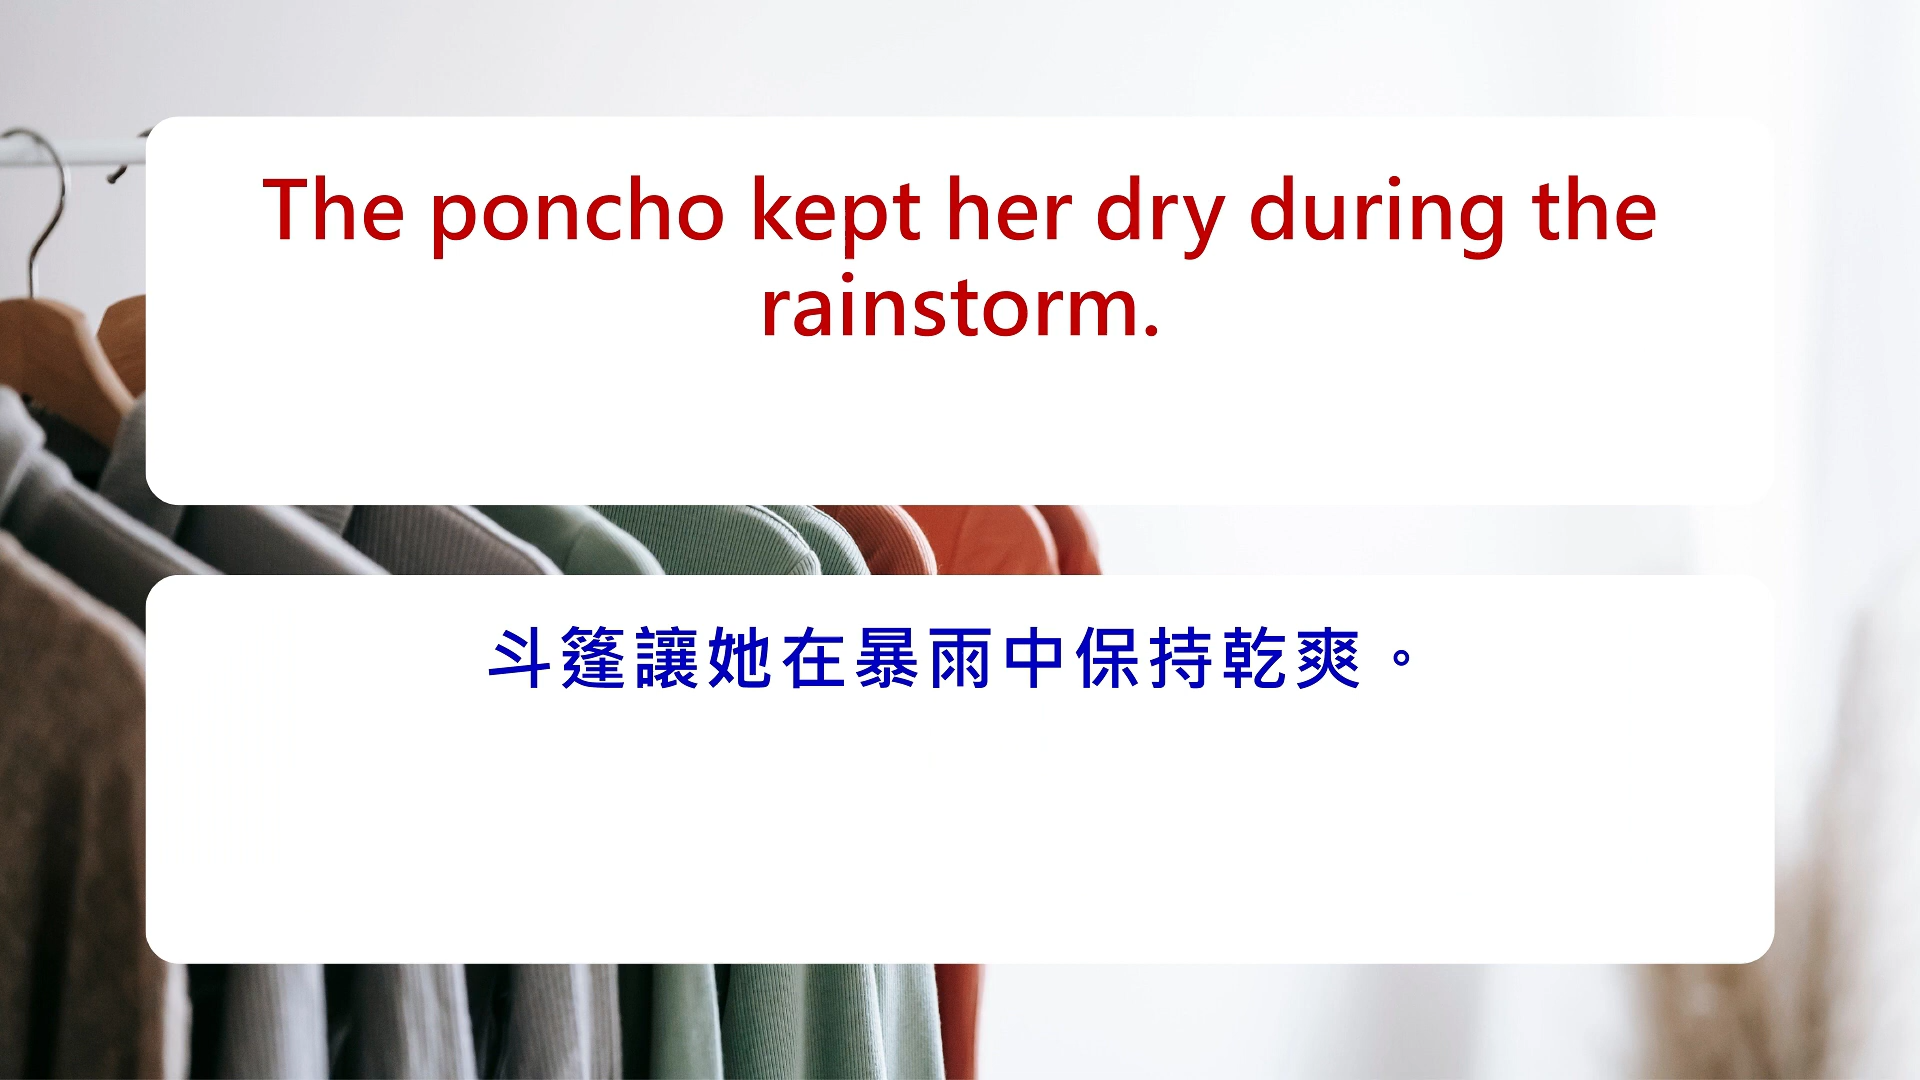 The poncho kept her dry during the
rainstorm.
斗篷讓她在暴雨中保持乾爽。